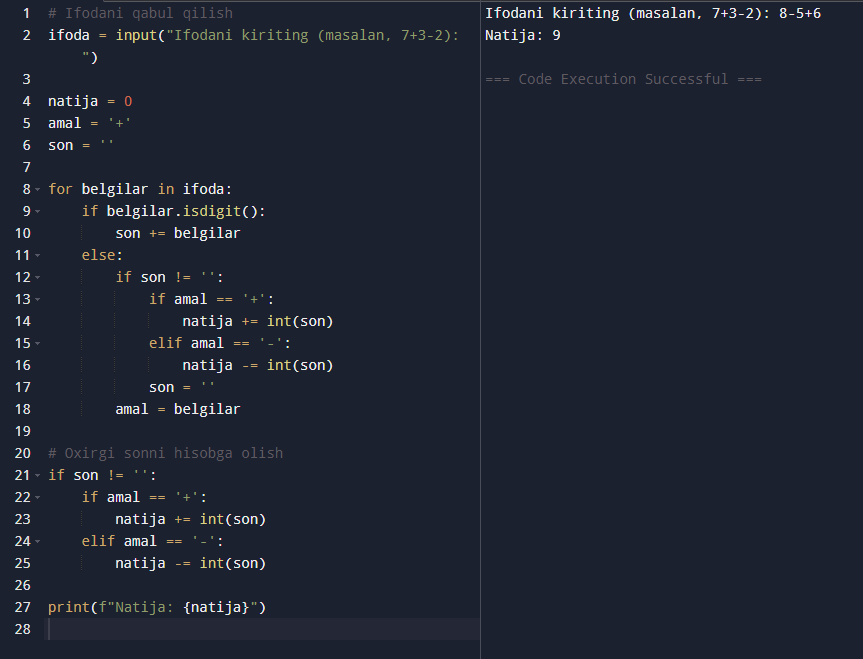 1 # Ifodani qabul qilish
2 ifoda = input("Ifodani kiriting (masalan, 7+3-2):
")
3
4 natija = 0
5 amal = '+'
6 son = ''
7
8 for belgilar in ifoda:
9     if belgilar.isdigit():
10         son += belgilar
11     else:
12         if son != '':
13             if amal == '+':
14                 natija += int(son)
15             elif amal == '-':
16                 natija -= int(son)
17             son = ''
18         amal = belgilar
19
20 # Oxirgi sonni hisobga olish
21 if son != '':
22     if amal == '+':
23         natija += int(son)
24     elif amal == '-':
25         natija -= int(son)
26
27 print(f"Natija: {natija}")
28
Ifodani kiriting (masalan, 7+3-2): 8-5+6
Natija: 9
=== Code Execution Successful ===